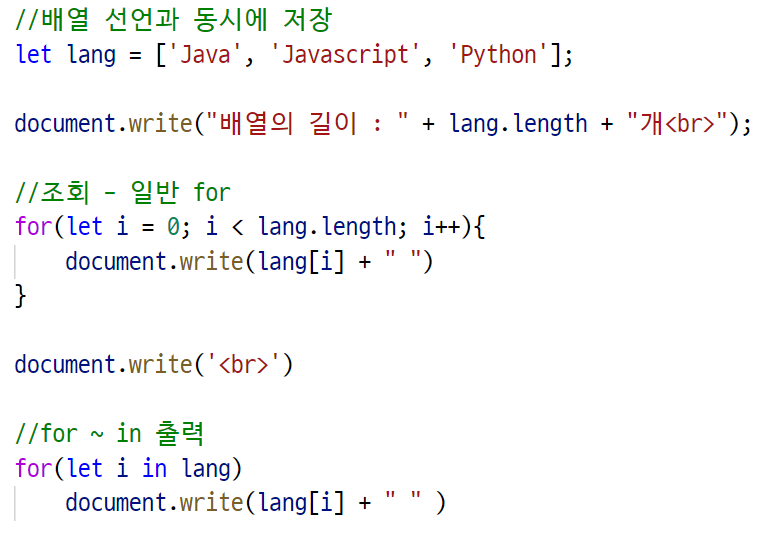 //배열 선언과 동시에 저장
let lang = ['Java', 'Javascript', 'Python'];
document.write("배열의 길이 : " + lang.length + "개<br>");
//조회 - 일반 for
for(let i = 0; i < lang.length; i++){
    document.write(lang[i] + " ")
}
document.write('<br>')
//for ~ in 출력
for(let i in lang)
    document.write(lang[i] + " " )